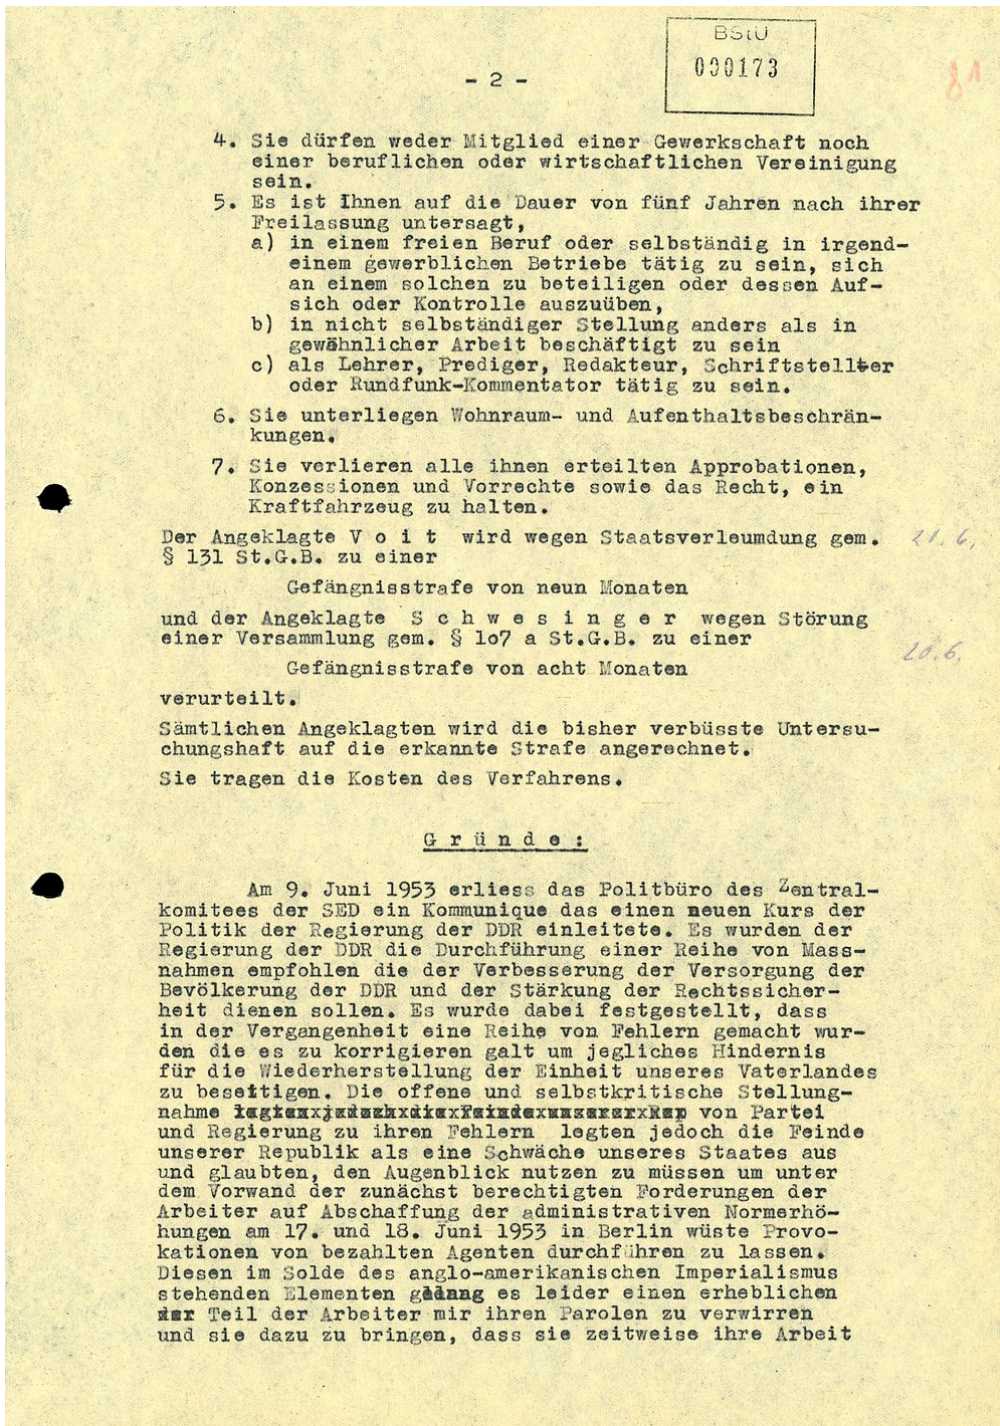 BStU
000173
- 2 -
81
4. Sie dürfen weder Mitglied einer Gewerkschaft noch
einer beruflichen oder wirtschaftlichen Vereinigung
sein.
5. Es ist Ihnen auf die Dauer von fünf Jahren nach ihrer
Freilassung untersagt,
a) in einem freien Beruf oder selbständig in irgend-
einem gewerblichen Betriebe tätig zu sein, sich
an einem solchen zu beteiligen oder dessen Auf-
sich oder Kontrolle auszuüben,
b) in nicht selbständiger Stellung anders als in
gewöhnlicher Arbeit beschäftigt zu sein
c) als Lehrer, Prediger, Redakteur, Schriftsteller
oder Rundfunk-Kommentator tätig zu sein.
6. Sie unterliegen Wohnraum- und Aufenthaltsbeschrän-
kungen.
7. Sie verlieren alle ihnen erteilten Approbationen,
Konzessionen und Vorrechte sowie das Recht, ein
Kraftfahrzeug zu halten.
Der Angeklagte V o i t wird wegen Staatsverleumdung gem. 21.6.
§ 131 St.G.B. zu einer
Gefängnisstrafe von neun Monaten
und der Angeklagte S c h w e s i n g e r wegen Störung
einer Versammlung gem. § 1o7 a St.G.B. zu einer 20.6.
Gefängnisstrafe von acht Monaten
verurteilt.
Sämtlichen Angeklagten wird die bisher verbüsste Untersu-
chungshaft auf die erkannte Strafe angerechnet.
Sie tragen die Kosten des Verfahrens.
G r ü n d e :
Am 9. Juni 1953 erliess das Politbüro des Zentral-
komitees der SED ein Kommunique das einen neuen Kurs der
Politik der Regierung der DDR einleitete. Es wurden der
Regierung der DDR die Durchführung einer Reihe von Mass-
nahmen empfohlen die der Verbesserung der Versorgung der
Bevölkerung der DDR und der Stärkung der Rechtssicher-
heit dienen sollen. Es wurde dabei festgestellt, dass
in der Vergangenheit eine Reihe von Fehlern gemacht wur-
den die es zu korrigieren galt um jegliches Hindernis
für die Wiederherstellung der Einheit unseres Vaterlandes
zu beseitigen. Die offene und selbstkritische Stellung-
nahme von Partei
und Regierung zu ihren Fehlern legten jedoch die Feinde
unserer Republik als eine Schwäche unseres Staates aus
und glaubten, den Augenblick nutzen zu müssen um unter
dem Vorwand der zunächst berechtigten Forderungen der
Arbeiter auf Abschaffung der administrativen Normerhö-
hungen am 17. und 18. Juni 1953 in Berlin wüste Provo-
kationen von bezahlten Agenten durchführen zu lassen.
Diesen im Solde des anglo-amerikanischen Imperialismus
stehenden Elementen gelang es leider einen erheblichen
Teil der Arbeiter mir ihren Parolen zu verwirren
und sie dazu zu bringen, dass sie zeitweise ihre Arbeit